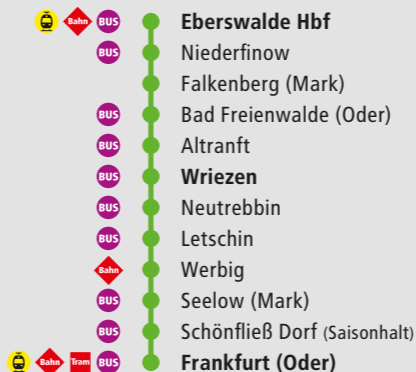 Bahn BUS Eberswalde Hbf
BUS Niederfinow
Falkenberg (Mark)
BUS Bad Freienwalde (Oder)
BUS Altranft
BUS Wriezen
BUS Neutrebbin
BUS Letschin
Bahn Werbig
BUS Seelow (Mark)
BUS Schönfließ Dorf (Saisonhalt)
Bahn Tram BUS Frankfurt (Oder)